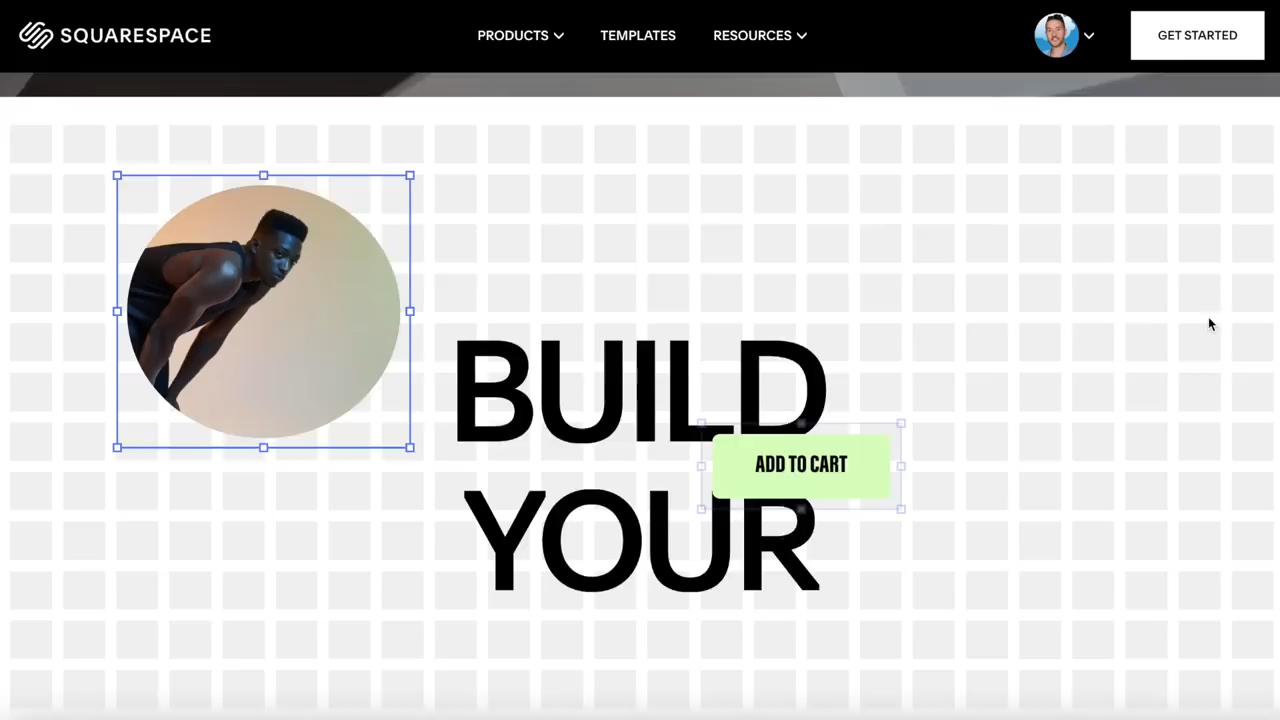 SQUARESPACE
PRODUCTS
TEMPLATES
RESOURCES
GET STARTED
BUILD
ADD TO CART
YOUR